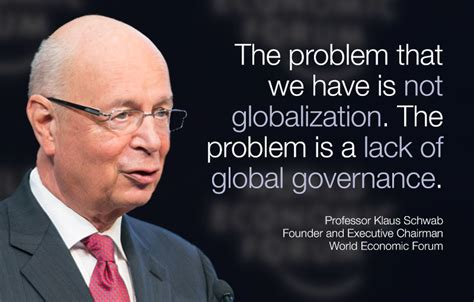 The problem that
we have is not
globalization. The
problem is a lack of
global governance.
Professor Klaus Schwab
Founder and Executive Chairman
World Economic Forum